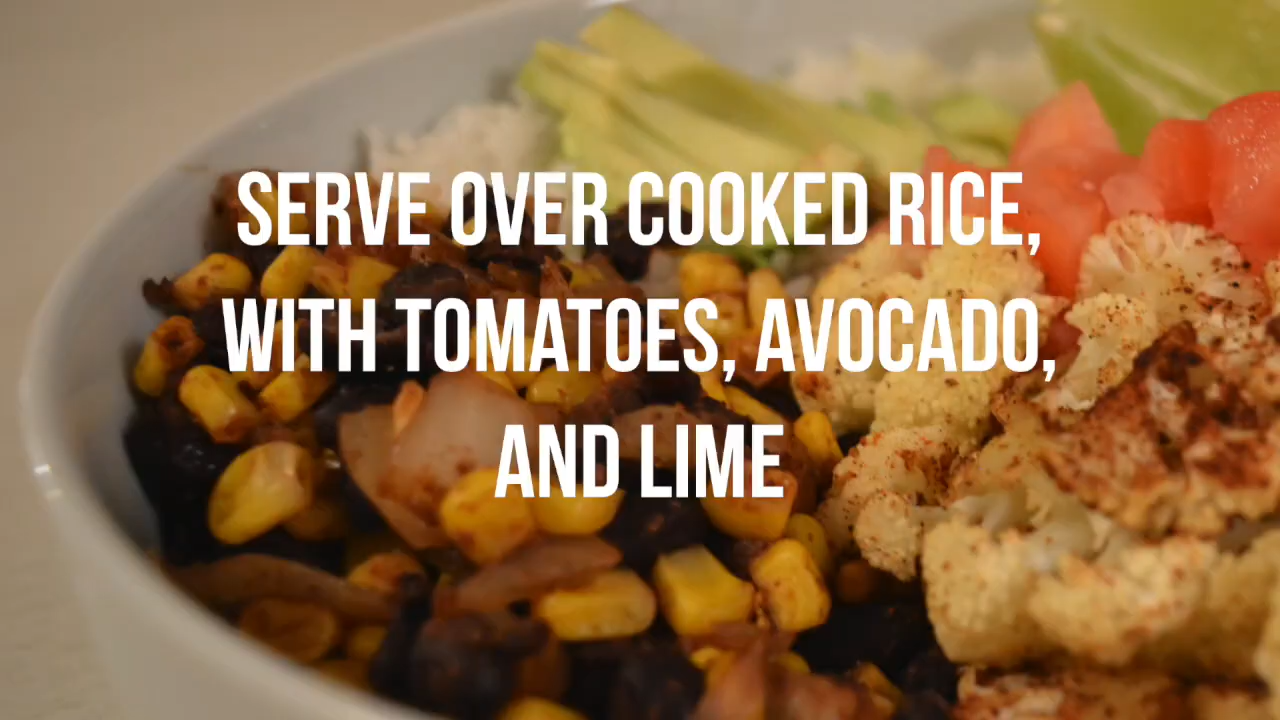 SERVE OVER COOKED RICE,
WITH TOMATOES, AVOCADO,
AND LIME